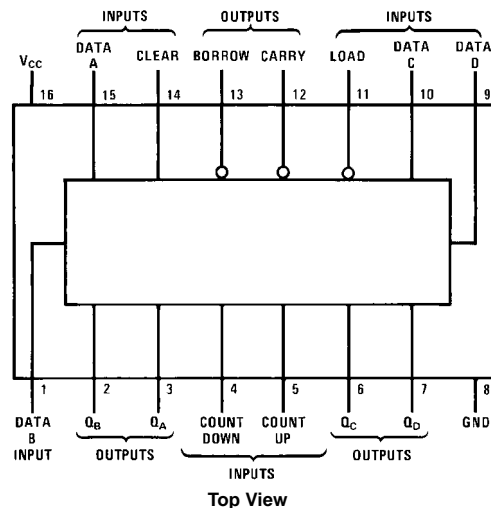 INPUTS OUTPUTS INPUTS
VCC DATA A CLEAR BORROW CARRY LOAD DATA C DATA D
16 15 14 13 12 11 10 9
1 2 3 4 5 6 7 8
DATA B INPUT QB QA COUNT DOWN COUNT UP QC QD GND
OUTPUTS INPUTS OUTPUTS
Top View